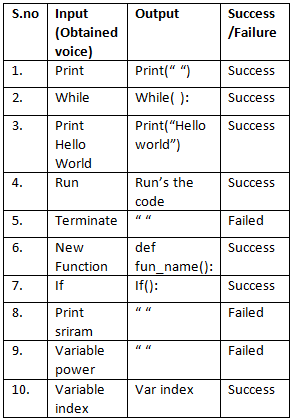 S.no Input Output Success
(Obtained /Failure
voice)
1. Print Print(“ “) Success
2. While While( ): Success
3. Print Print(“Hello Success
Hello world”)
World
4. Run Run’s the Success
code
5. Terminate “ “ Failed
6. New def Success
Function fun_name():
7. If If(): Success
8. Print “ “ Failed
sriram
9. Variable “ “ Failed
power
10. Variable Var index Success
index